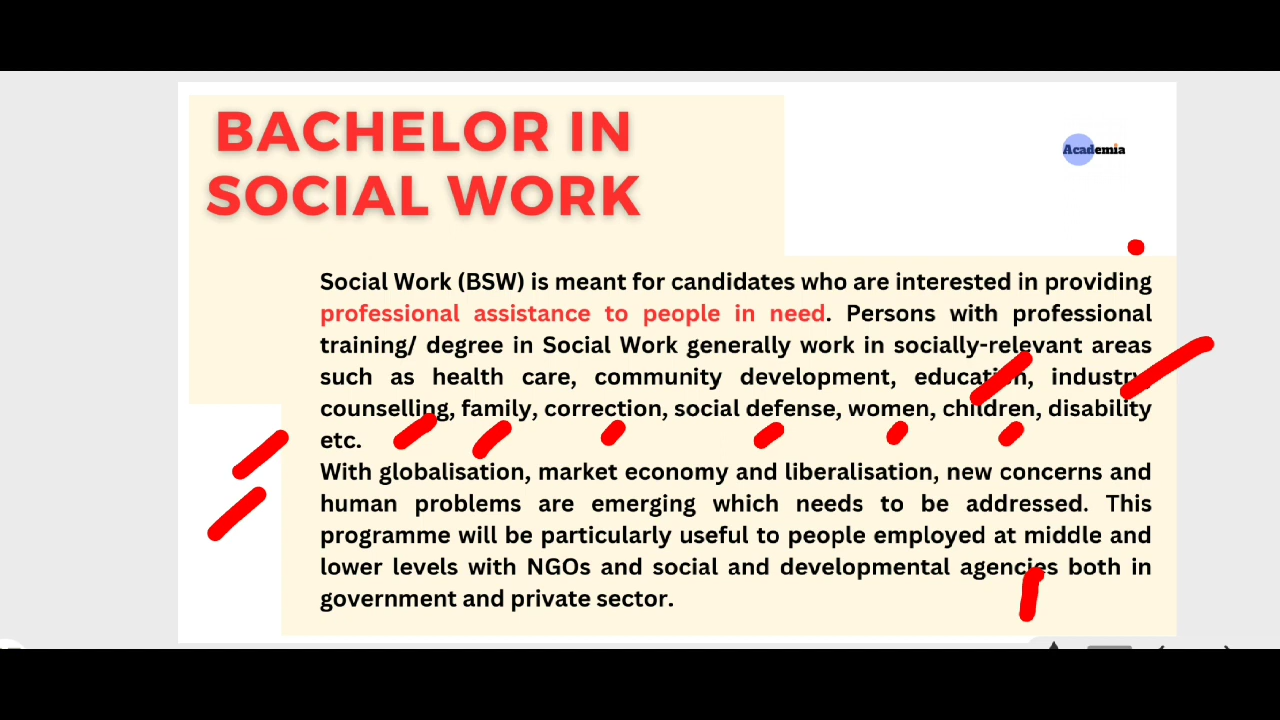 BACHELOR IN
SOCIAL WORK
Academia
Social Work (BSW) is meant for candidates who are interested in providing
professional assistance to people in need. Persons with professional
training/ degree in Social Work generally work in socially-relevant areas
such as health care, community development, education, industry,
counselling, family, correction, social defense, women, children, disability
etc.
With globalisation, market economy and liberalisation, new concerns and
human problems are emerging which needs to be addressed. This
programme will be particularly useful to people employed at middle and
lower levels with NGOs and social and developmental agencies both in
government and private sector.